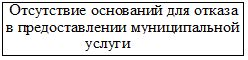 Отсутствие оснований для отказа
в предоставлении муниципальной
услуги